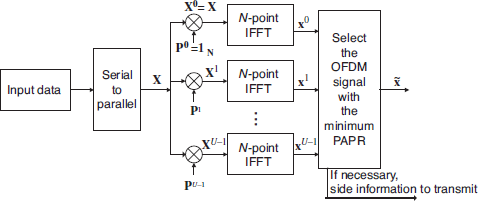 Input data
Serial
to
parallel
X
X⁰= X
P⁰ =1 N
N-point
IFFT
x⁰
X¹
P¹
N-point
IFFT
x¹
⋮
X^U–1
P^U–1
N-point
IFFT
x^U–1
Select
the
OFDM
signal
with
the
minimum
PAPR
x̃
If necessary,
side information to transmit